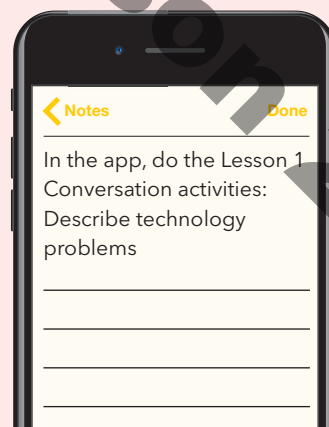 Notes Done
In the app, do the Lesson 1
Conversation activities:
Describe technology
problems